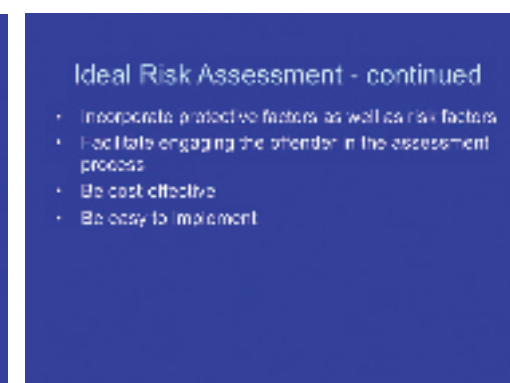 Ideal Risk Assessment - continued
• Incorporate protective factors as well as risk factors
• Facilitate engaging the offender in the assessment
process
• Be cost effective
• Be easy to implement